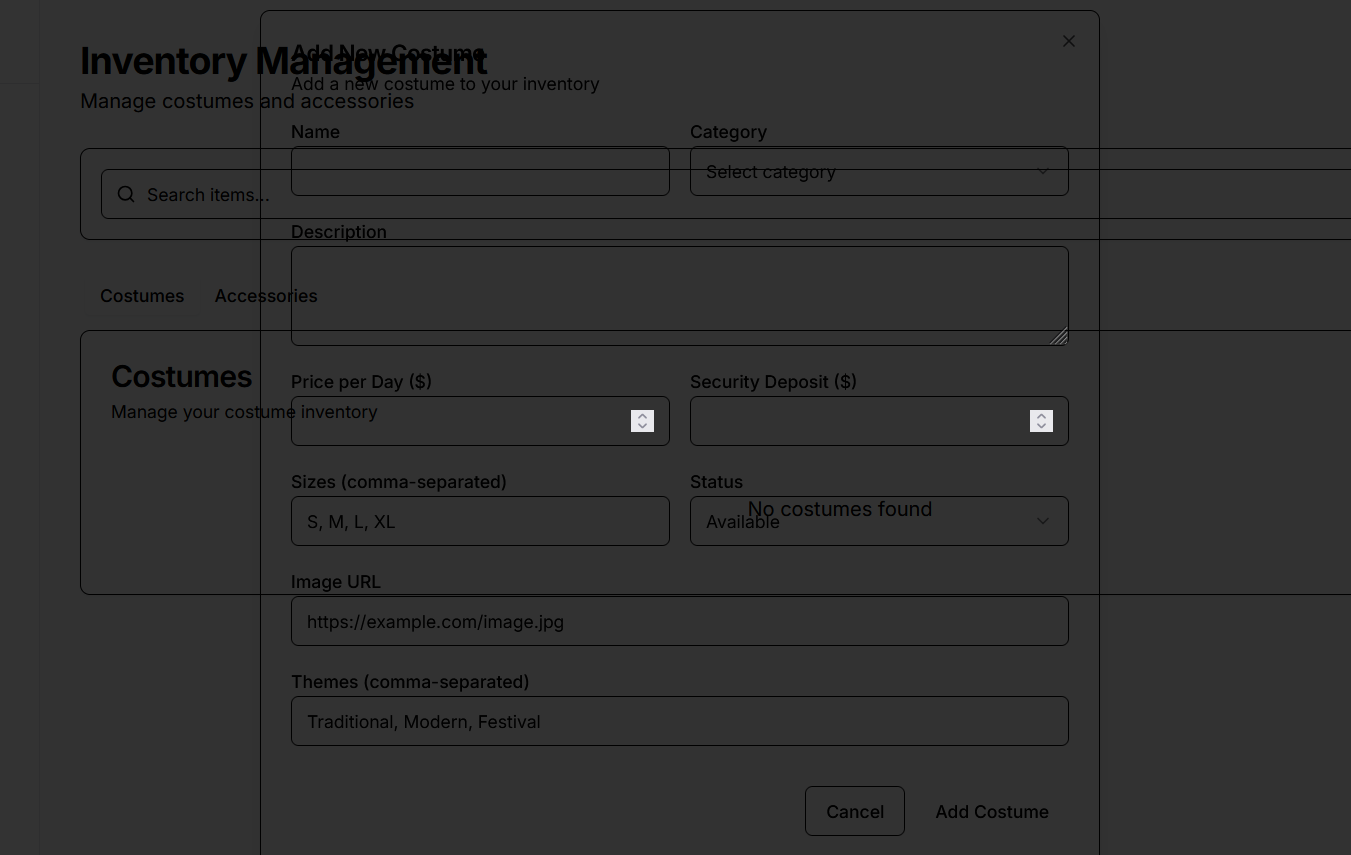 Inventory Management
Manage costumes and accessories
Search items...
Costumes
Accessories
Costumes
Manage your costume inventory
No costumes found
Add New Costume
Add a new costume to your inventory
Name
Category
Select category
Description
Price per Day ($)
Security Deposit ($)
Sizes (comma-separated)
Status
S, M, L, XL
Available
Image URL
https://example.com/image.jpg
Themes (comma-separated)
Traditional, Modern, Festival
Cancel
Add Costume